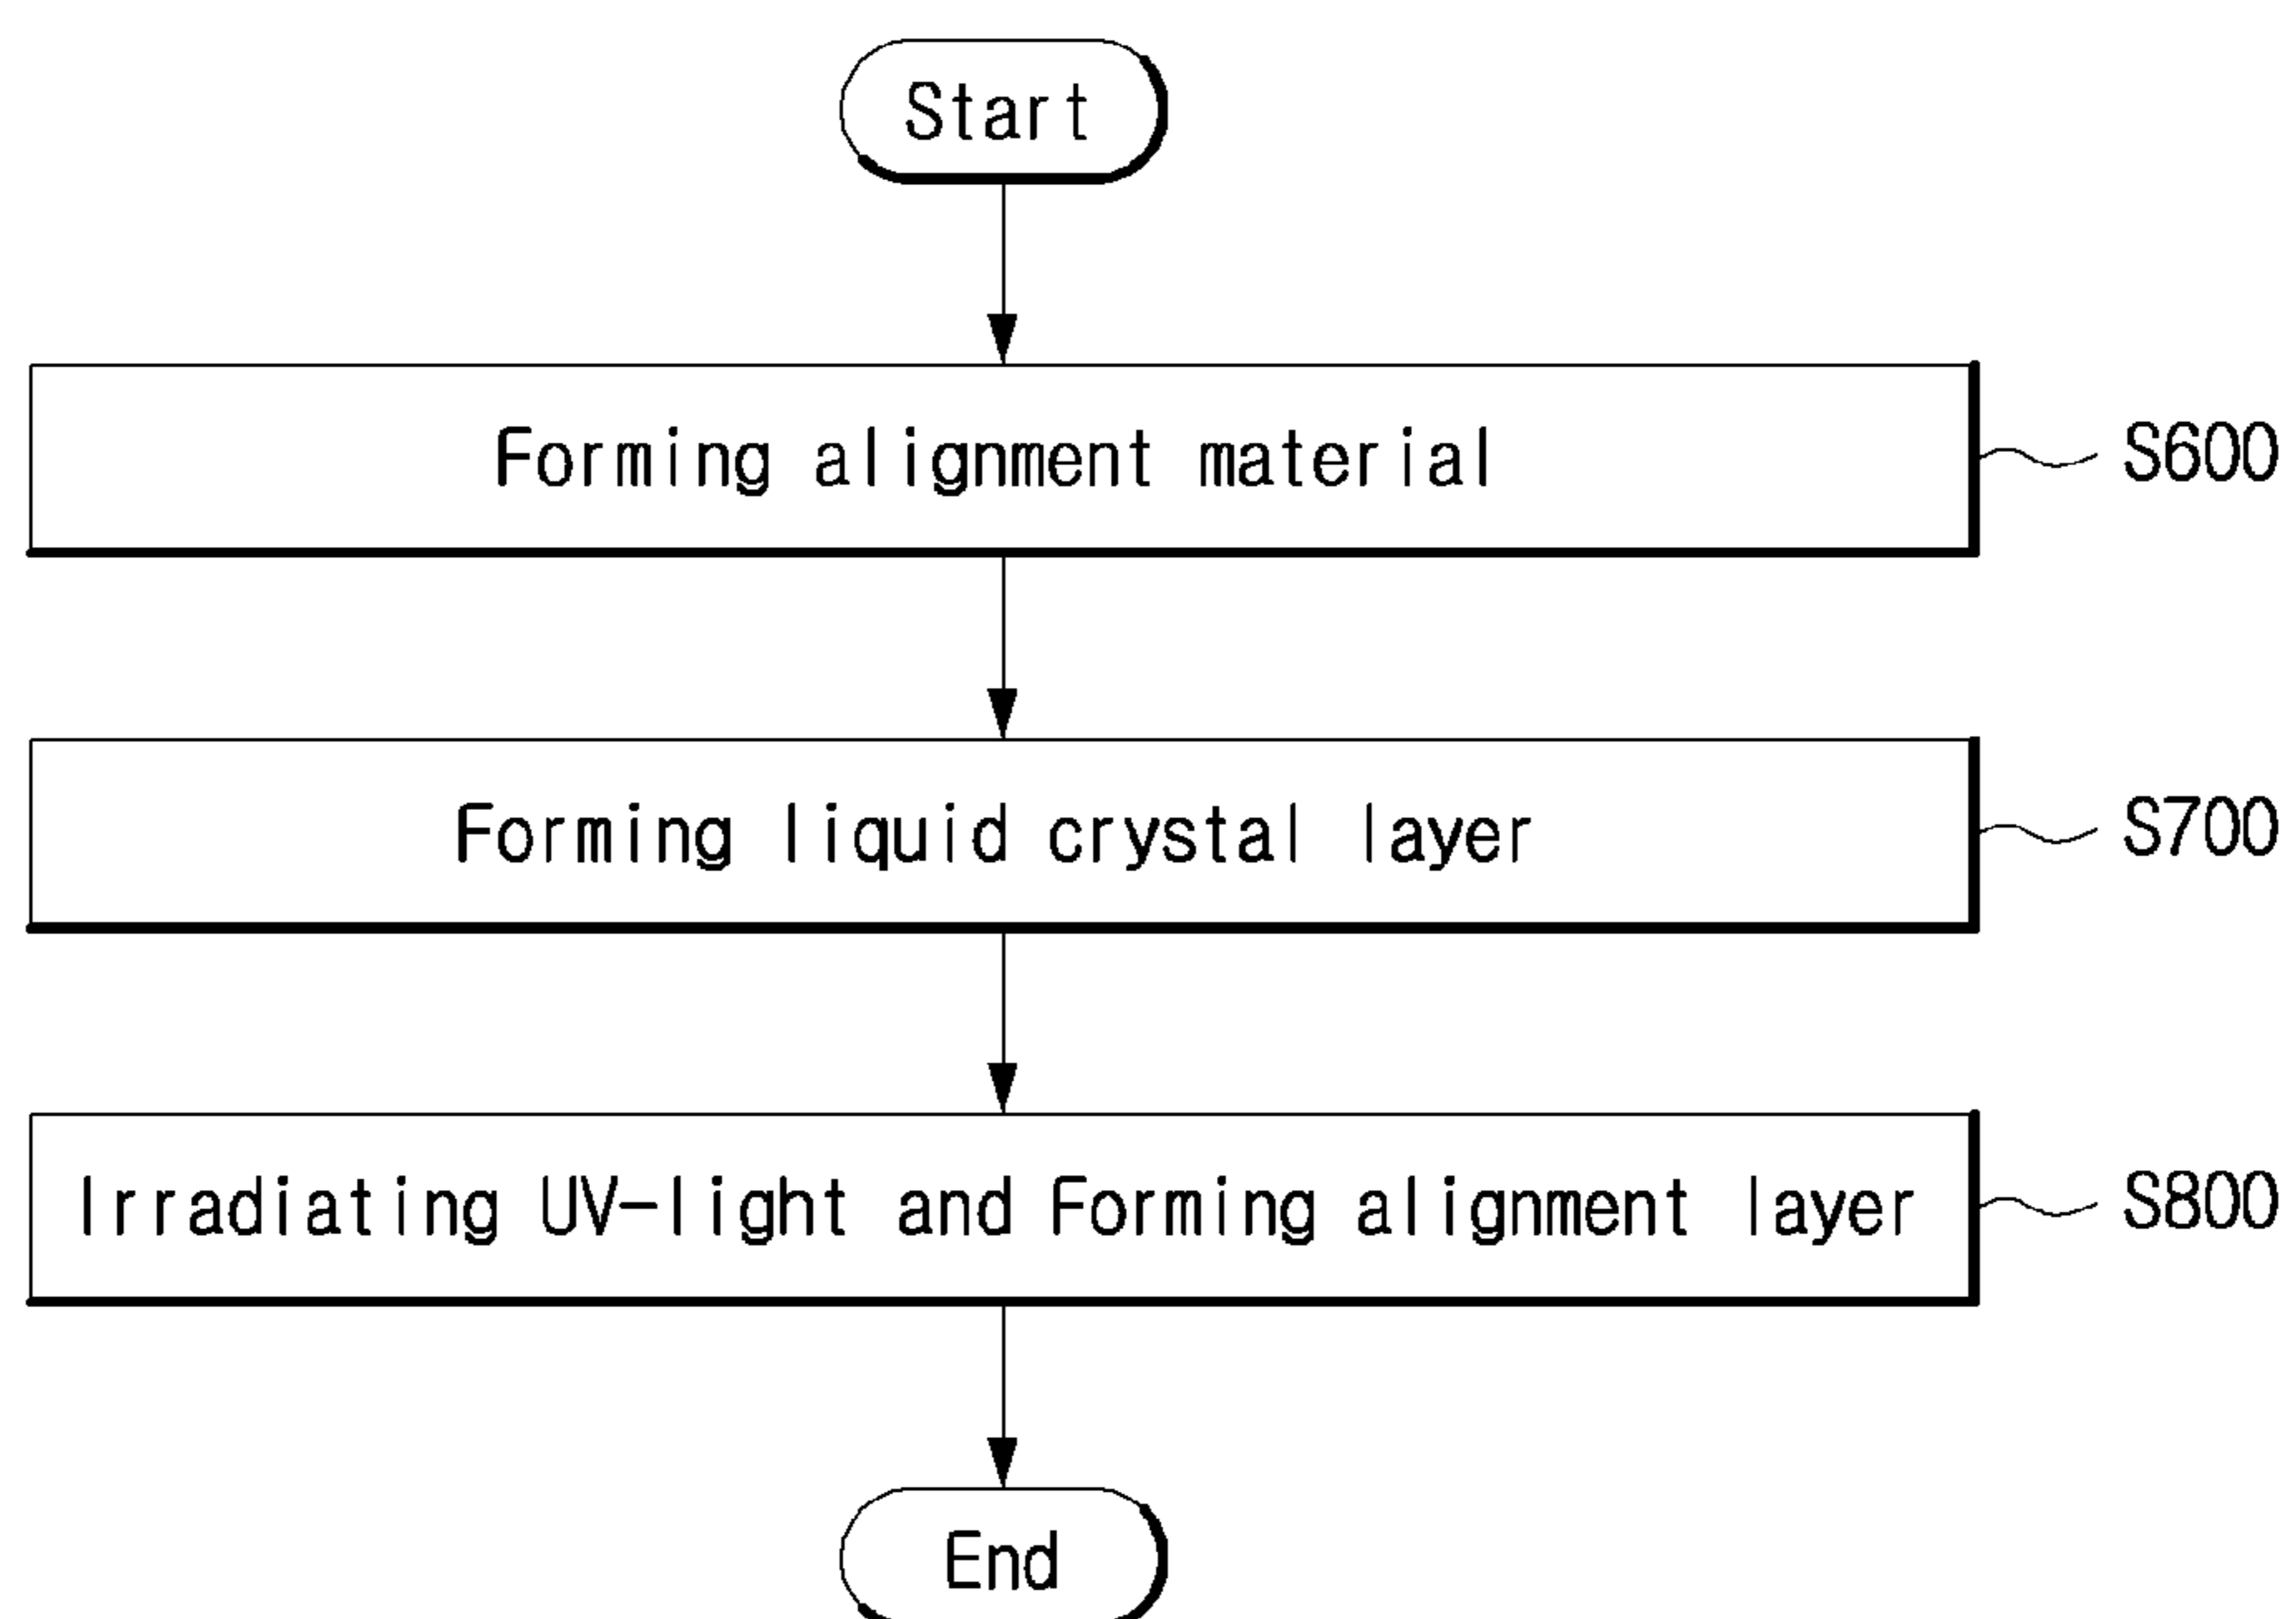 Start
Forming alignment material
S600
Forming liquid crystal layer
S700
Irradiating UV-light and Forming alignment layer
S800
End